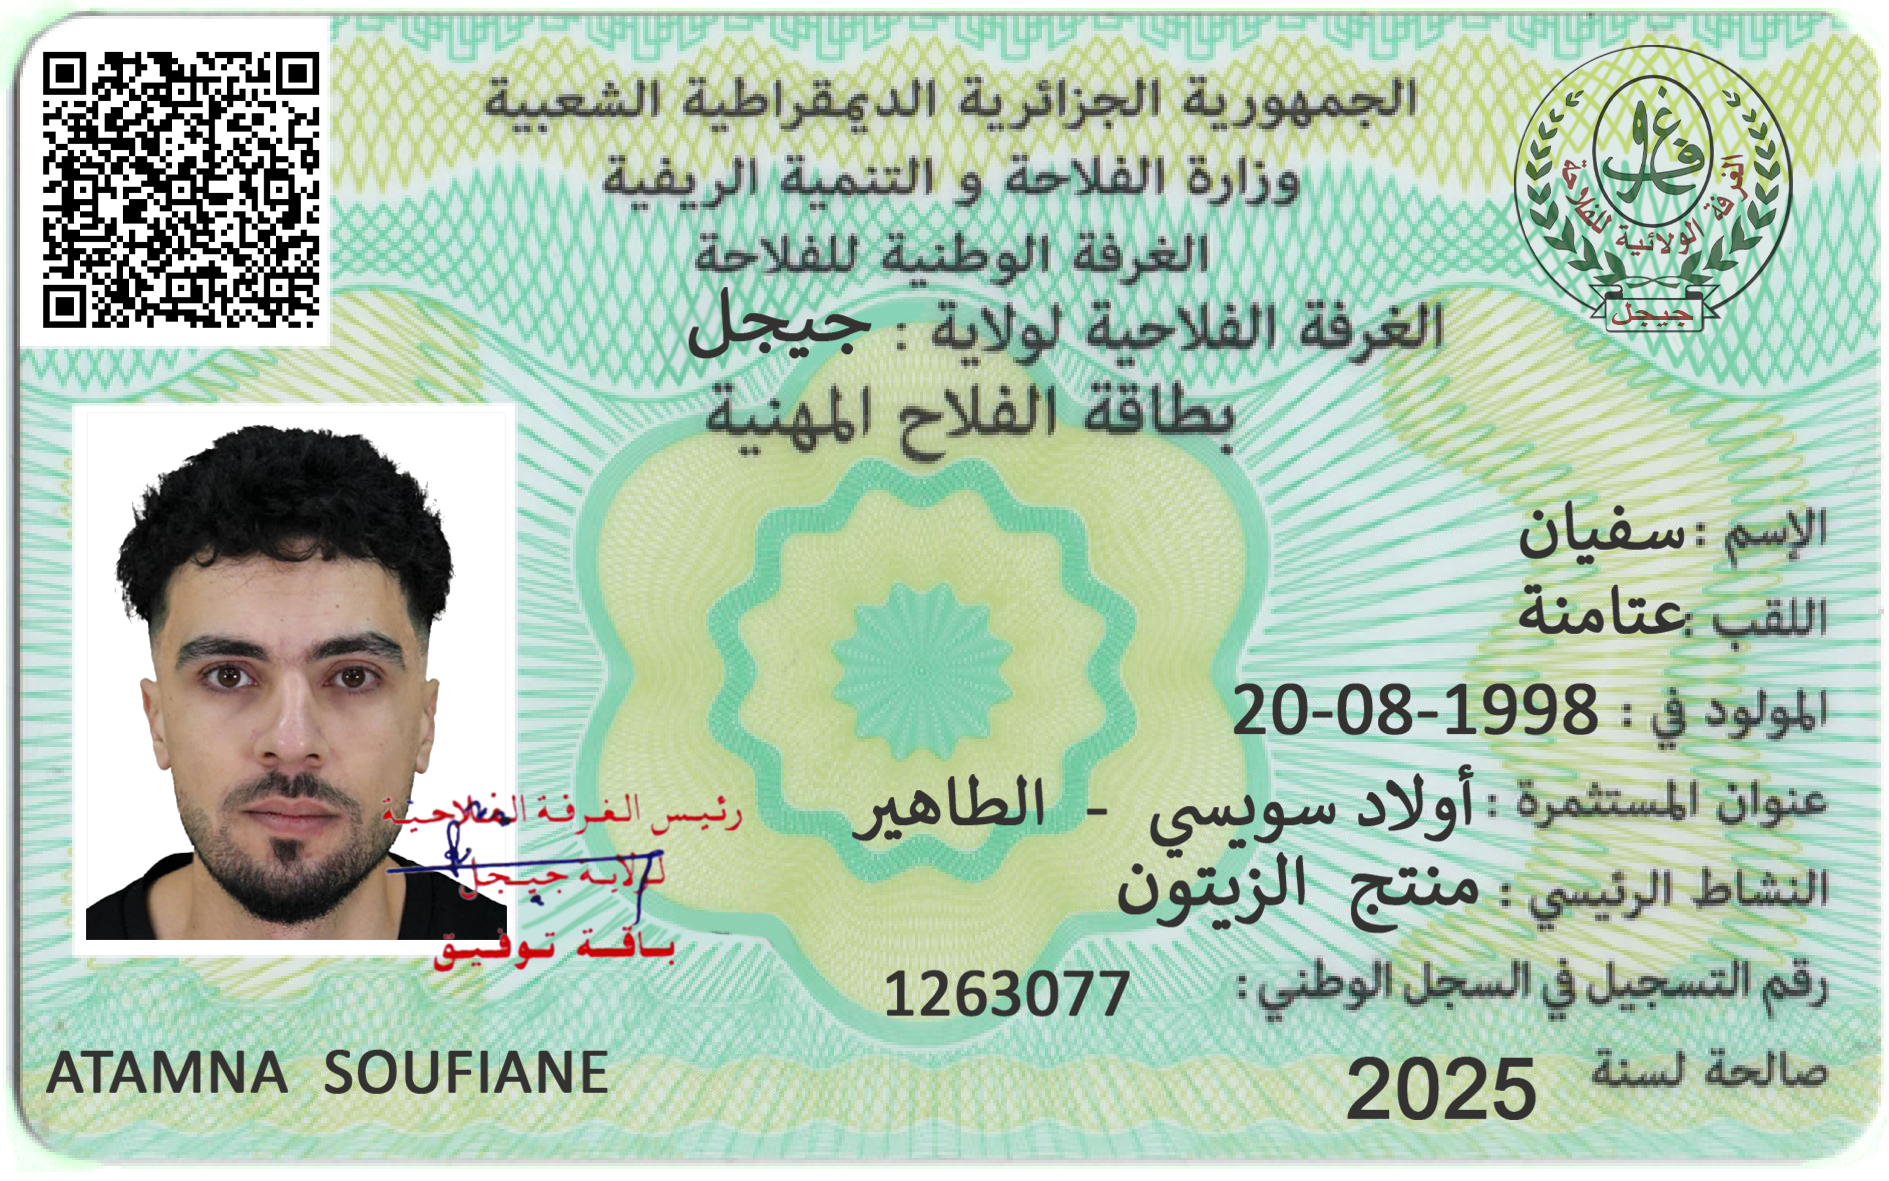 الجمهورية الجزائرية الديمقراطية الشعبية
وزارة الفلاحة و التنمية الريفية
الغرفة الوطنية للفلاحة
الغرفة الفلاحية لولاية : جيجل
بطاقة الفلاح المهنية
الغرفة الولائية للفلاحة
جيجل
الإسم : سفيان
اللقب : عتامنة
المولود في : 20-08-1998
عنوان المستثمرة : أولاد سويسي - الطاهير
النشاط الرئيسي : منتج الزيتون
رقم التسجيل في السجل الوطني : 1263077
صالحة لسنة 2025
رئيس الغرفة الفلاحية
لولاية جيجل
باقة توفيق
ATAMNA SOUFIANE